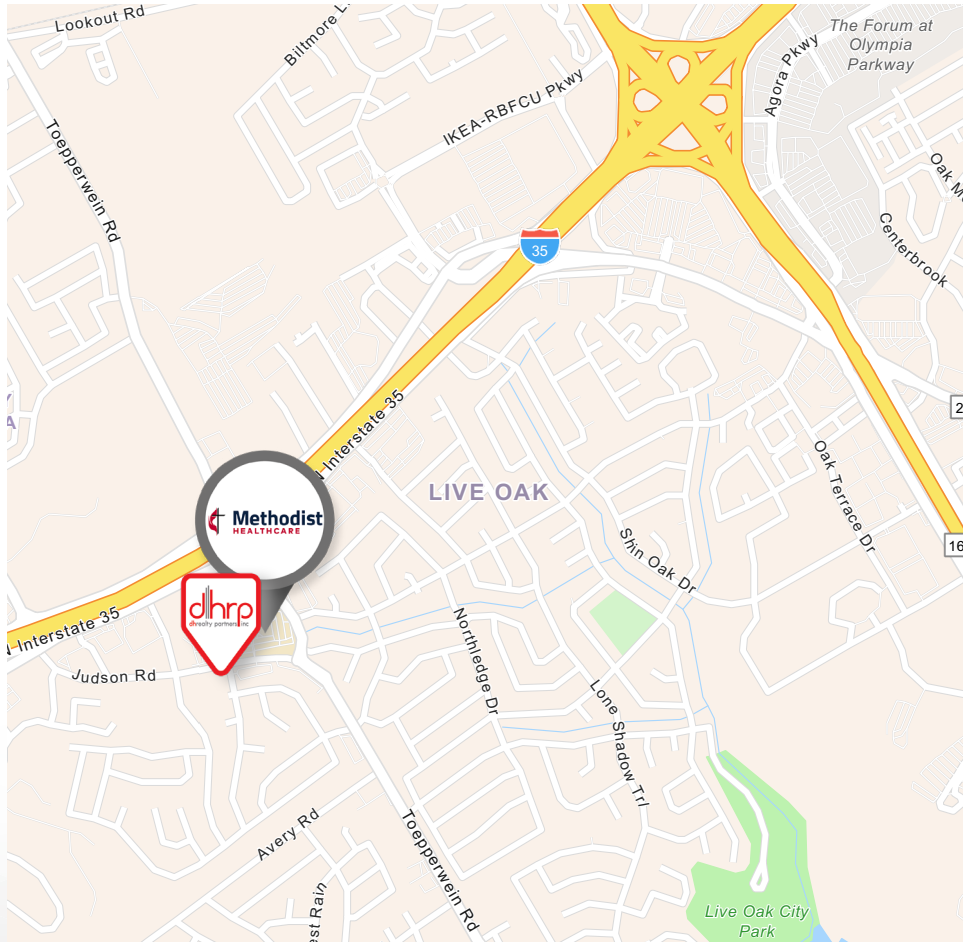 Lookout Rd
Biltmore L
The Forum at
Olympia
Parkway
Agora Pkwy
IKEA-RBFCU Pkwy
Toepperwein Rd
Oak M
Centerbrook
35
N Interstate 35
LIVE OAK
Oak Terrace Dr
2
16
Methodist
HEALTHCARE
Shin Oak Dr
dhrp
dhrealty partners inc
N Interstate 35
Judson Rd
Northledge Dr
Lone Shadow Trl
Avery Rd
Toepperwein Rd
est Rain
Live Oak City
Park